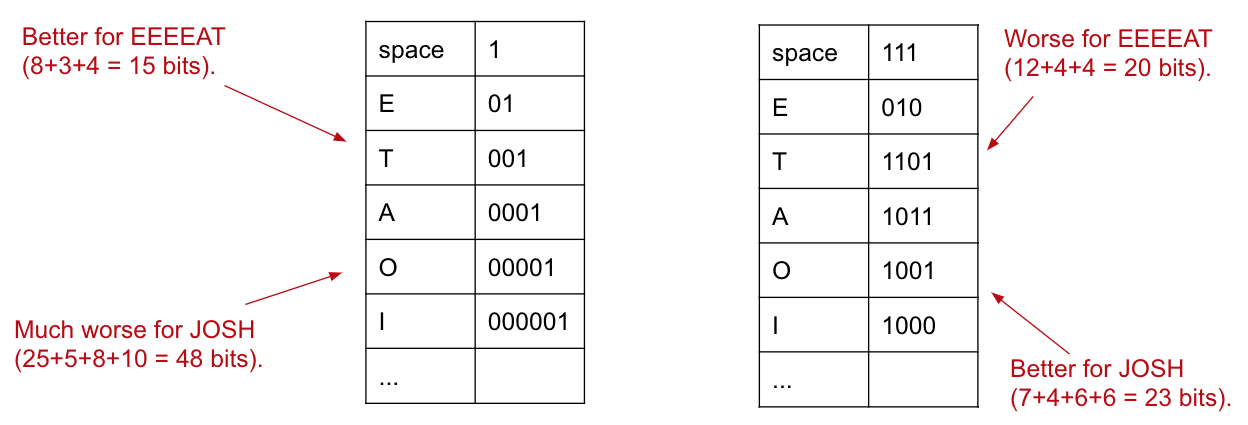 Better for EEEEAT
(8+3+4 = 15 bits).
Much worse for JOSH
(25+5+8+10 = 48 bits).
space 1
E 01
T 001
A 0001
O 00001
I 000001
...
space 111
E 010
T 1101
A 1011
O 1001
I 1000
...
Worse for EEEEAT
(12+4+4 = 20 bits).
Better for JOSH
(7+4+6+6 = 23 bits).